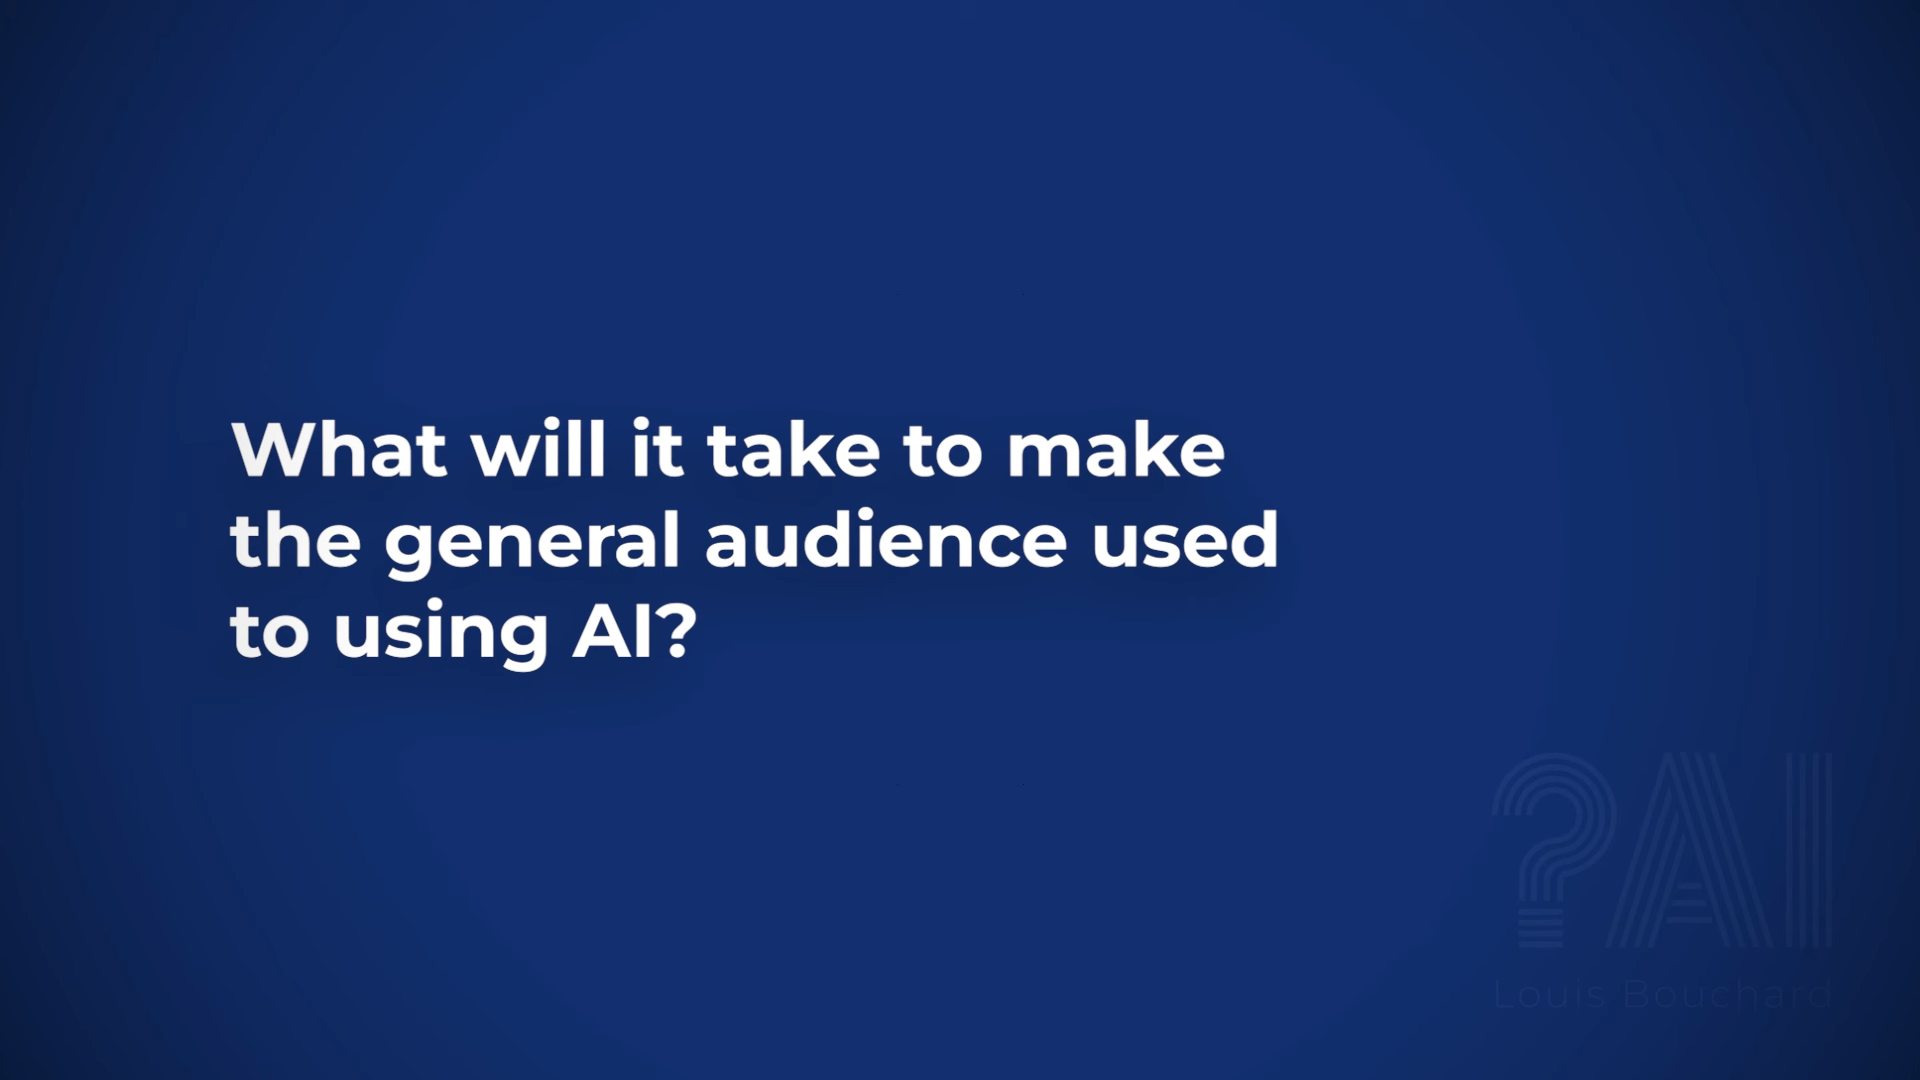 What will it take to make
the general audience used
to using AI?
?AI
Louis Bouchard